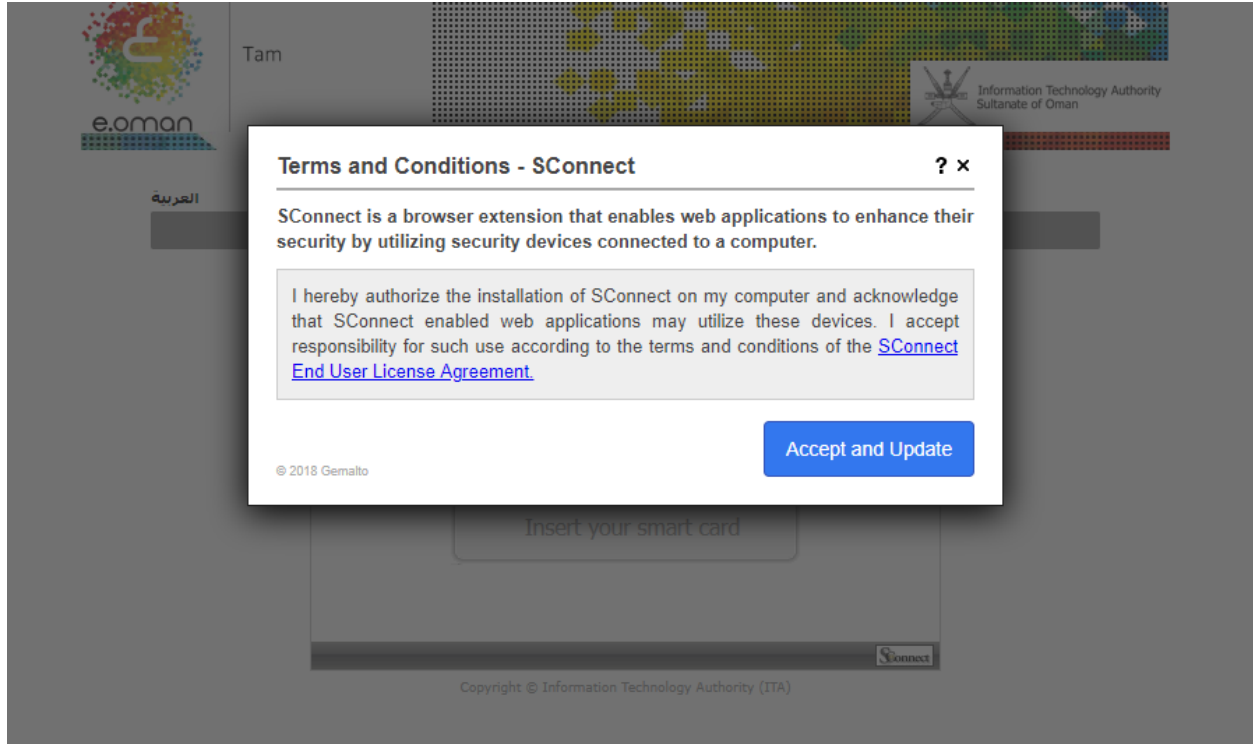 Tam
e.oman
Information Technology Authority
Sultanate of Oman
العربية
Terms and Conditions - SConnect ? ×
SConnect is a browser extension that enables web applications to enhance their
security by utilizing security devices connected to a computer.
I hereby authorize the installation of SConnect on my computer and acknowledge
that SConnect enabled web applications may utilize these devices. I accept
responsibility for such use according to the terms and conditions of the SConnect
End User License Agreement.
Accept and Update
© 2018 Gemalto
Insert your smart card
SConnect
Copyright © Information Technology Authority (ITA)